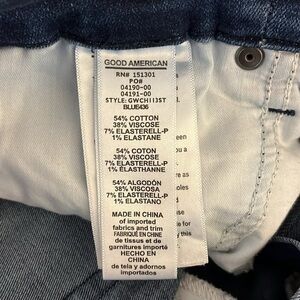 GOOD AMERICAN
RN# 151301
PO#
04190-00
04191-00
STYLE: GWCH113ST
BLUE436
54% COTTON
38% VISCOSE
7% ELASTERELL-P
1% ELASTANE
54% COTON
38% VISCOSE
7% ELASTERELL-P
1% ELASTHANNE
54% ALGODÓN
38% VISCOSA
7% ELASTERELL-P
1% ELASTANO
MADE IN CHINA
of imported
fabrics and trim
FABRIQUÉ EN CHINE
de tissus et de
garnitures importé
HECHO EN
CHINA
de tela y adornos
importados